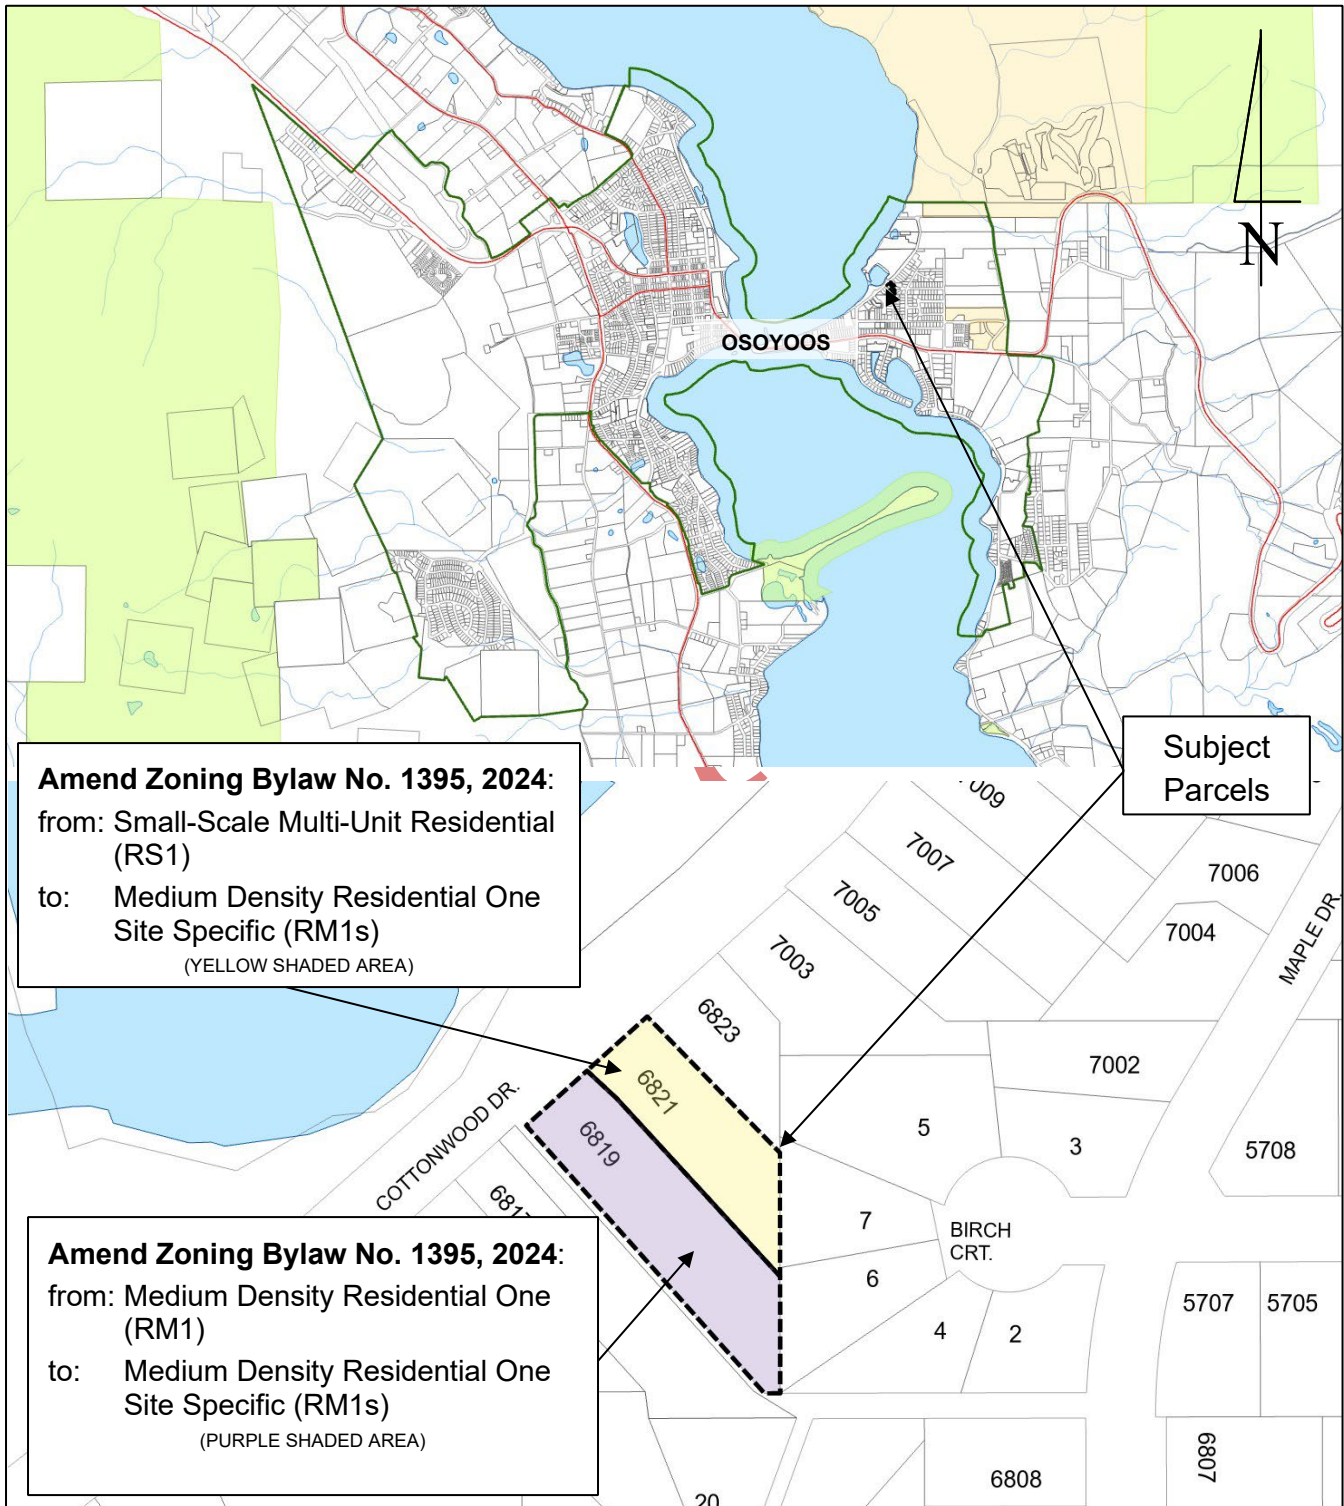 N
OSOYOOS
Subject
Parcels
Amend Zoning Bylaw No. 1395, 2024:
from: Small-Scale Multi-Unit Residential
(RS1)
to: Medium Density Residential One
Site Specific (RM1s)
(YELLOW SHADED AREA)
7007
7006
7005
7004
7003
MAPLE DR.
6823
7002
6821
COTTONWOOD DR.
5
3
5708
6819
7
BIRCH
CRT.
6
5707
5705
4
2
Amend Zoning Bylaw No. 1395, 2024:
from: Medium Density Residential One
(RM1)
to: Medium Density Residential One
Site Specific (RM1s)
(PURPLE SHADED AREA)
6807
6808
20